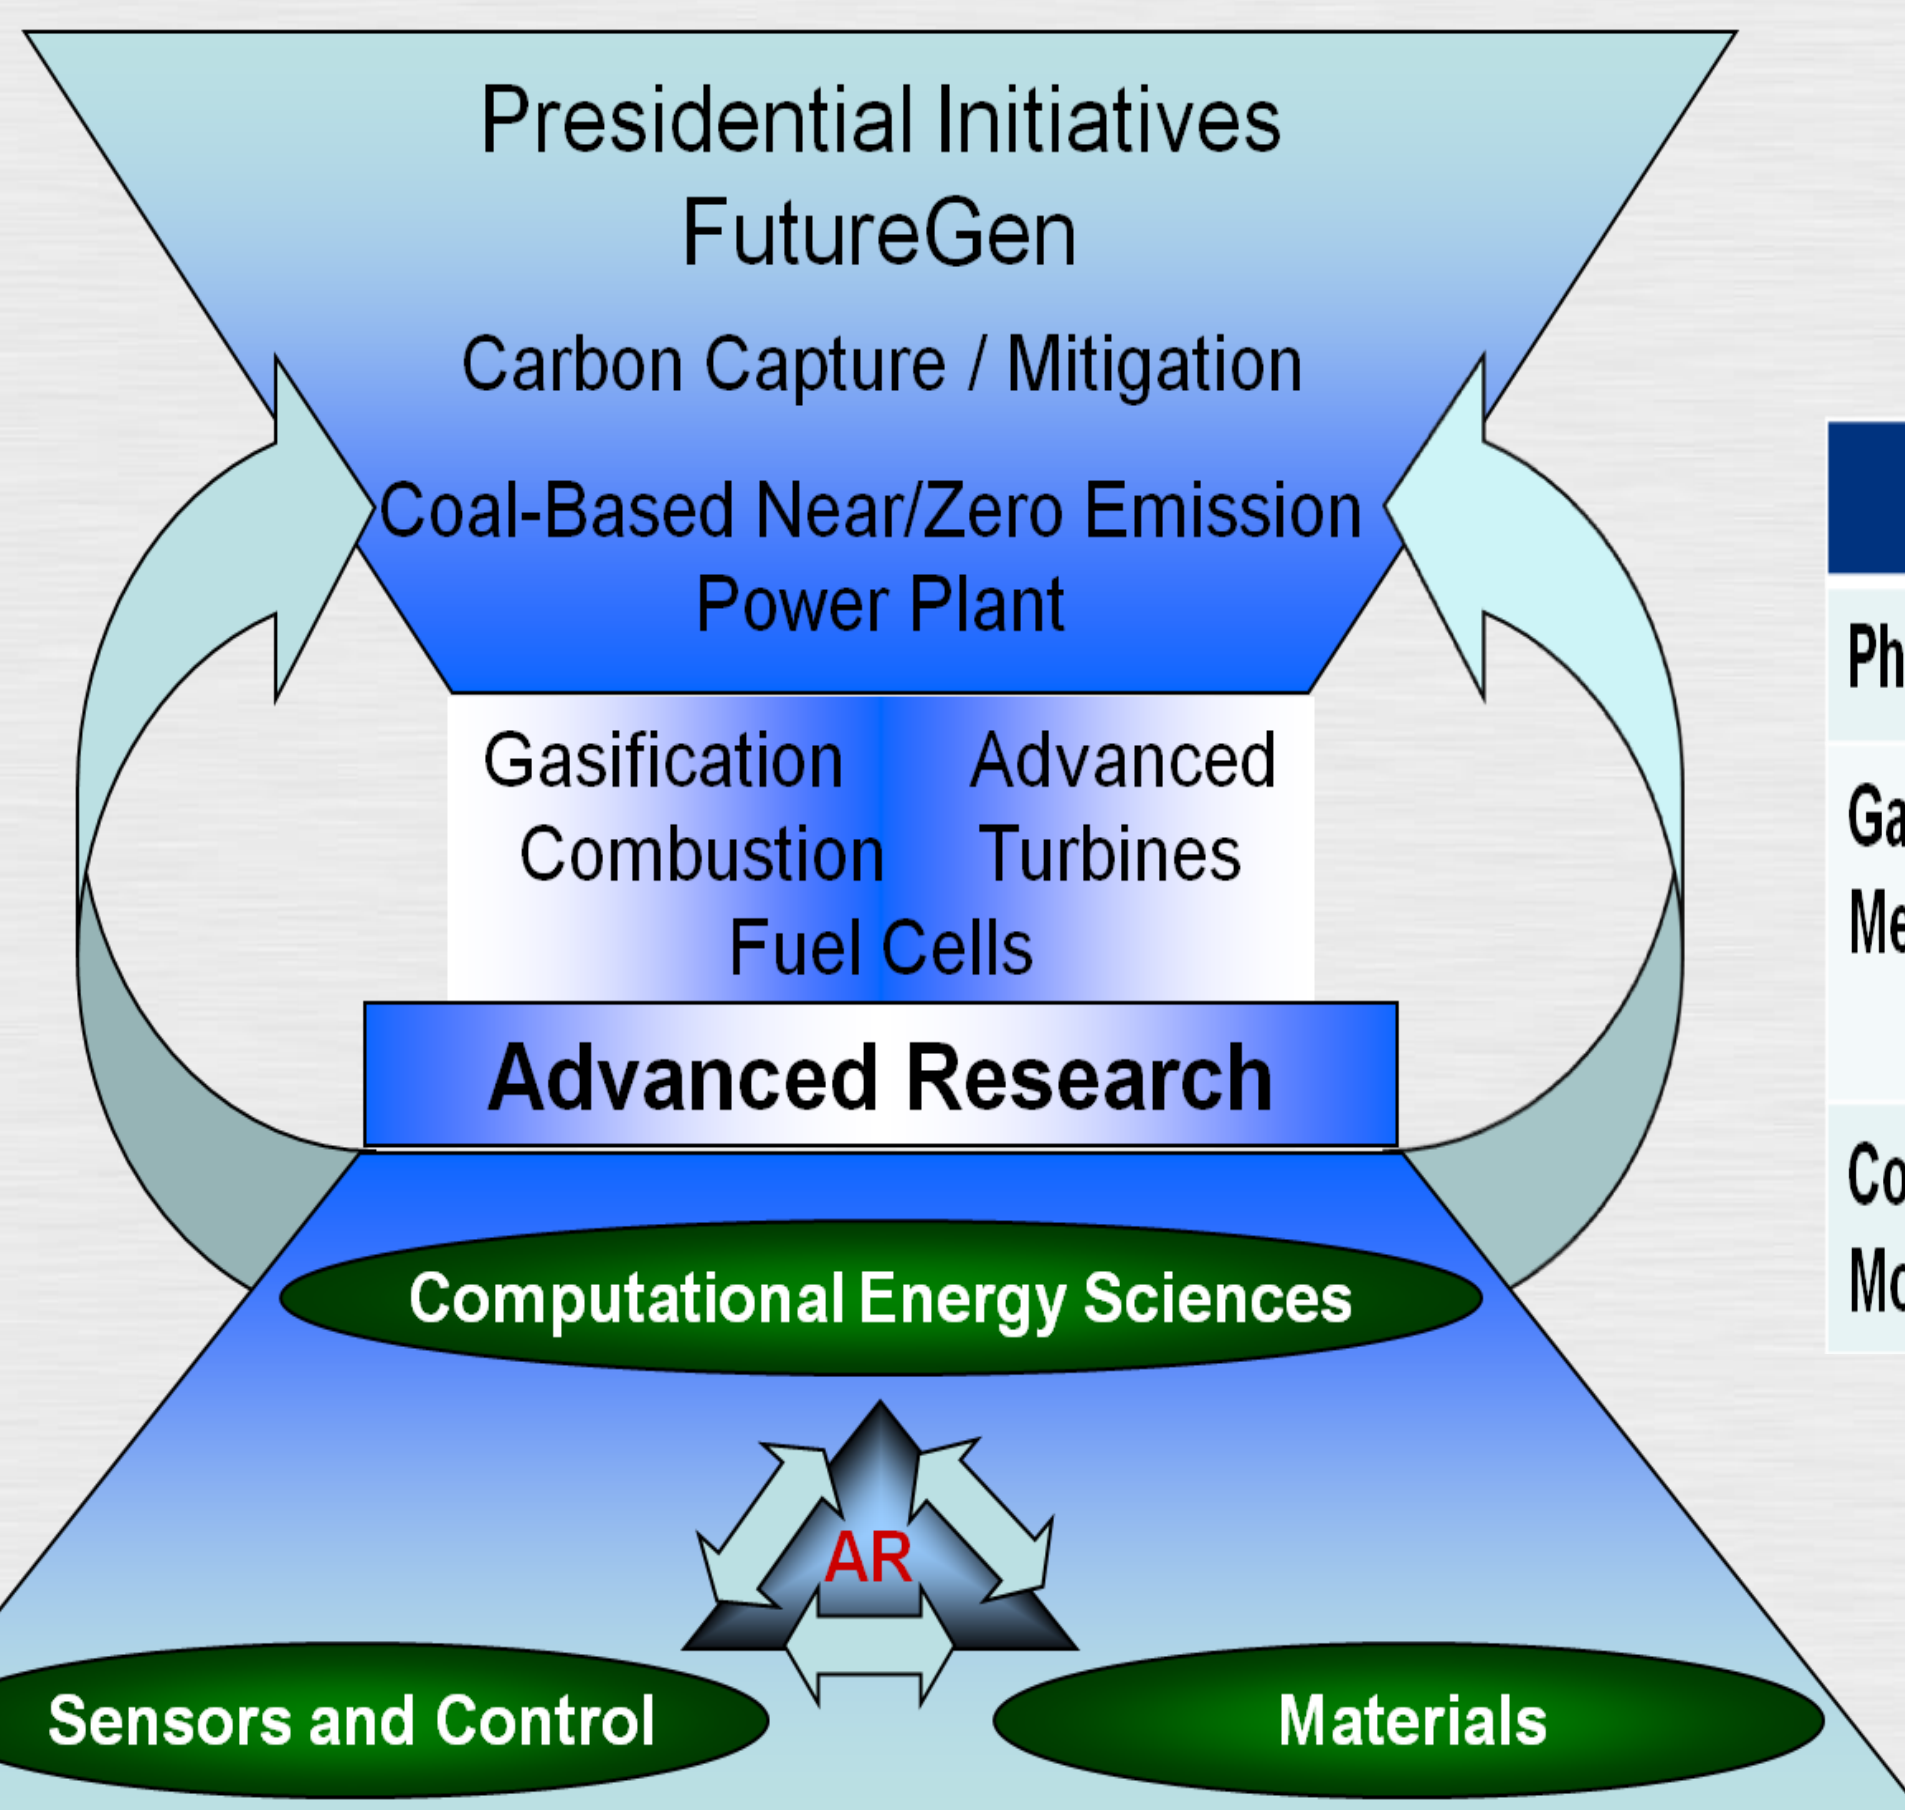 Presidential Initiatives
FutureGen
Carbon Capture / Mitigation
Coal-Based Near/Zero Emission
Power Plant
Gasification Advanced
Combustion Turbines
Fuel Cells
Advanced Research
Computational Energy Sciences
AR
Sensors and Control
Materials